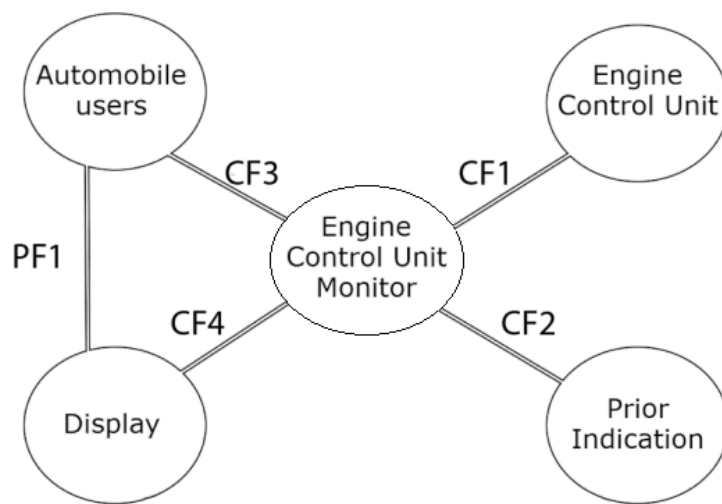 Automobile
users
Engine
Control Unit
CF3
CF1
PF1
Engine
Control Unit
Monitor
CF4
CF2
Display
Prior
Indication